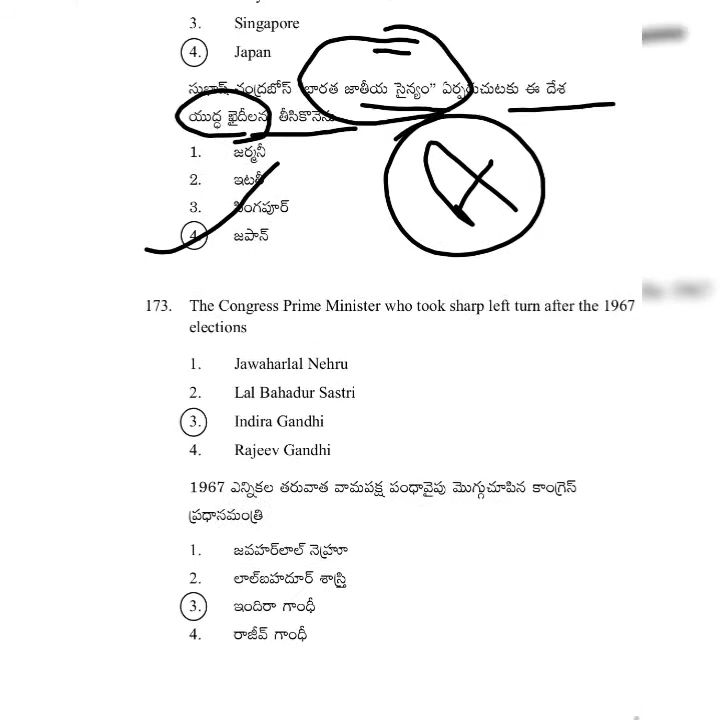 3. Singapore
4. Japan
సుభాష్ చంద్రబోస్ "భారత జాతీయ సైన్యం" ఏర్పరుచుటకు ఈ దేశ
యుద్ధ ఖైదీలను తీసికొనెను
1. జర్మనీ
2. ఇటలీ
3. సింగపూర్
4. జపాన్
173. The Congress Prime Minister who took sharp left turn after the 1967
elections
1. Jawaharlal Nehru
2. Lal Bahadur Sastri
3. Indira Gandhi
4. Rajeev Gandhi
1967 ఎన్నికల తరువాత వామపక్ష పంధావైపు మొగ్గుచూపిన కాంగ్రెస్
ప్రధానమంత్రి
1. జవహర్‌లాల్ నెహ్రూ
2. లాల్‌బహదూర్ శాస్త్రి
3. ఇందిరా గాంధీ
4. రాజీవ్ గాంధీ